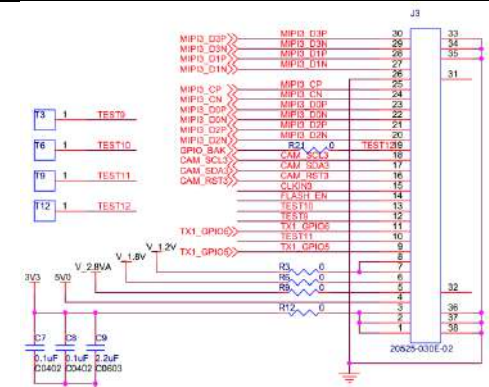 J3
MIPI3_D3P MIPI3_D3P 30 33
MIPI3_D3N MIPI3_D3N 29 34
MIPI3_D1P MIPI3_D1P 28 35
MIPI3_D1N MIPI3_D1N 27
26 31
MIPI3_CP MIPI3_CP 25
MIPI3_CN MIPI3_CN 24
MIPI3_D0P MIPI3_D0P 23
MIPI3_D0N MIPI3_D0N 22
MIPI3_D2P MIPI3_D2P 21
MIPI3_D2N MIPI3_D2N 20
GPIO_BAK R21 0 TEST12 19
CAM_SCL3 CAM_SCL3 18
CAM_SDA3 CAM_SDA3 17
CAM_RST3 CAM_RST3 16
CLKIN3 15
FLASH_EN 14
TEST10 13
TEST9 12
TX1_GPIO6 TX1_GPIO6 11
TEST11 10
TX1_GPIO5 TX1_GPIO5 9
8
R3 0 7
R6 0 6
R9 0 5 32
4
R12 0 3 36
2 37
1 38
20525-030E-02
T3 1 TEST9
T6 1 TEST10
T9 1 TEST11
T12 1 TEST12
V_1.2V
V_1.8V
V_2.8VA
3V3 5V0
C7 C8 C9
0.1uF 0.1uF 2.2uF
C0402 C0402 C0603